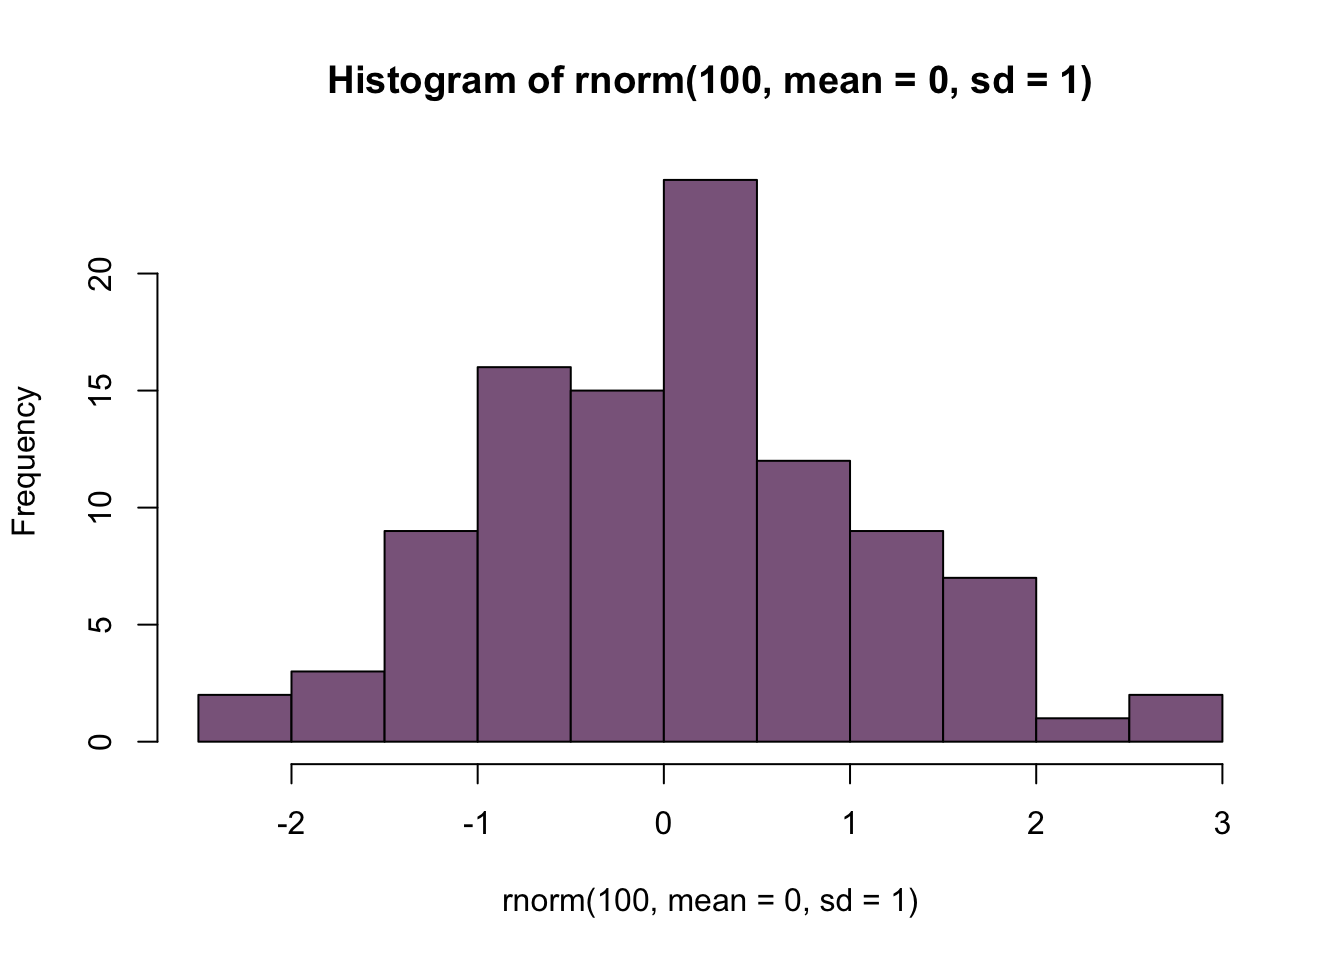 Histogram of rnorm(100, mean = 0, sd = 1)
Frequency
20
15
10
5
0
-2 -1 0 1 2 3
rnorm(100, mean = 0, sd = 1)